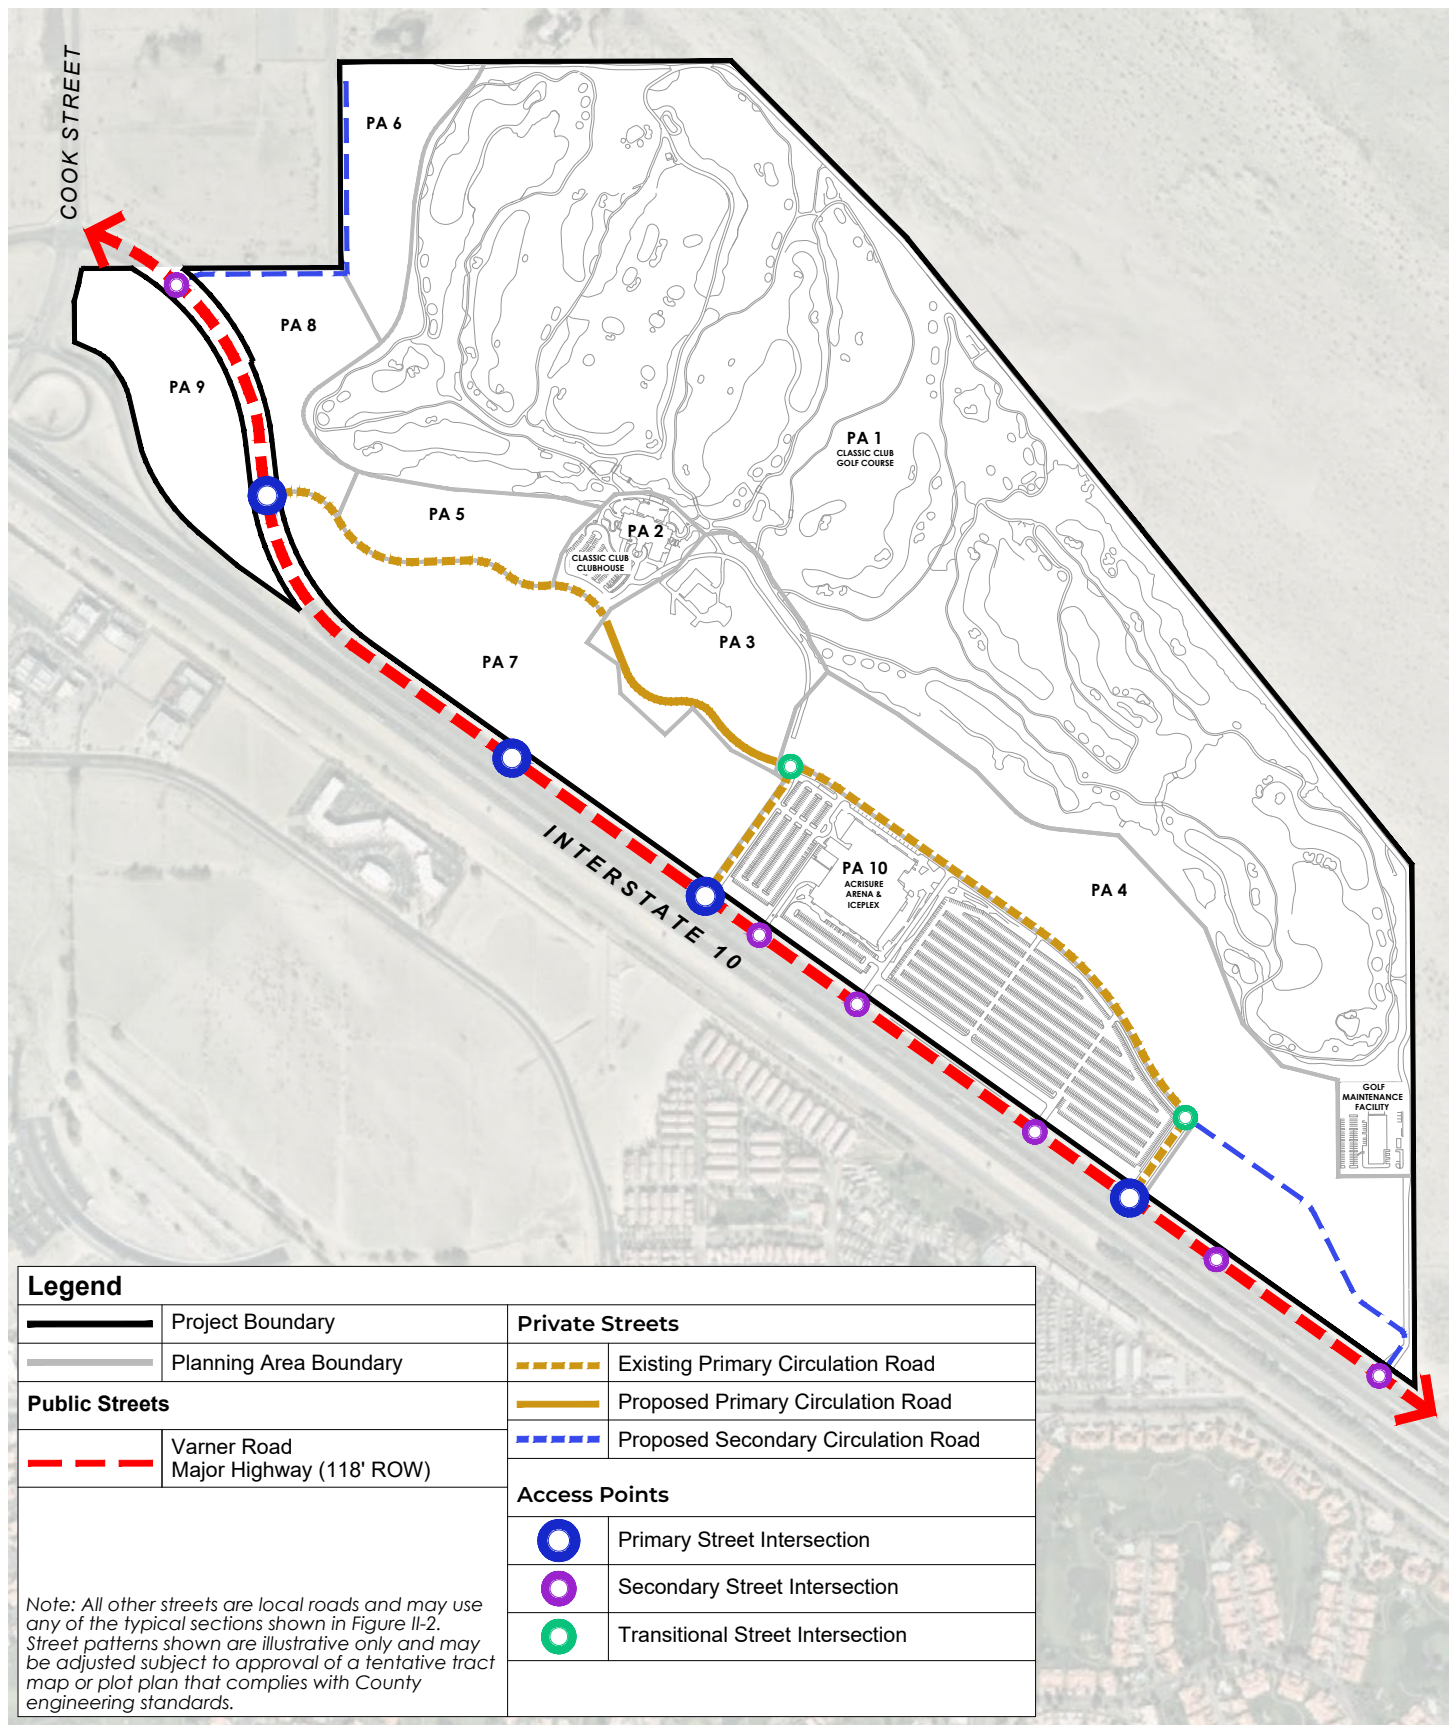 COOK STREET
PA 6
PA 8
PA 9
PA 1
CLASSIC CLUB
GOLF COURSE
PA 5
PA 2
CLASSIC CLUB
CLUBHOUSE
PA 3
PA 7
INTERSTATE 10
PA 10
ACRISURE
ARENA &
ICEPLEX
PA 4
GOLF
MAINTENANCE
FACILITY
Legend
Project Boundary
Planning Area Boundary
Public Streets
Varner Road
Major Highway (118' ROW)
Note: All other streets are local roads and may use
any of the typical sections shown in Figure II-2.
Street patterns shown are illustrative only and may
be adjusted subject to approval of a tentative tract
map or plot plan that complies with County
engineering standards.
Private Streets
Existing Primary Circulation Road
Proposed Primary Circulation Road
Proposed Secondary Circulation Road
Access Points
Primary Street Intersection
Secondary Street Intersection
Transitional Street Intersection